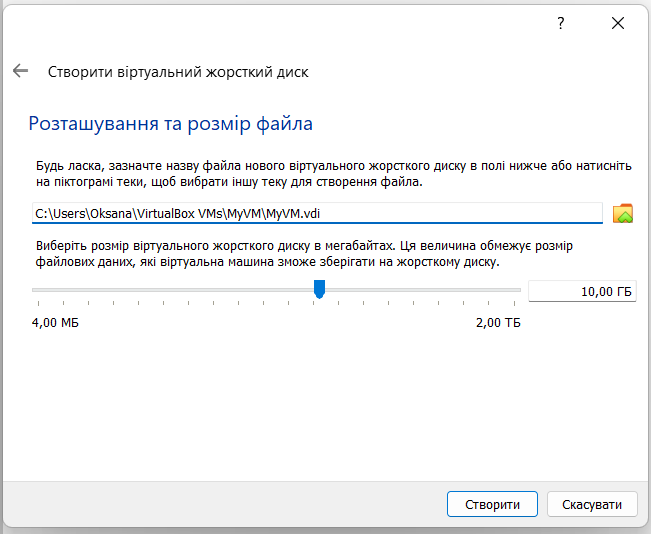 ?
Створити віртуальний жорсткий диск
Розташування та розмір файла
Будь ласка, зазначте назву файла нового віртуального жорсткого диску в полі нижче або натисніть
на піктограмі теки, щоб вибрати іншу теку для створення файла.
C:\Users\Oksana\VirtualBox VMs\MyVM\MyVM.vdi
Виберіть розмір віртуального жорсткого диску в мегабайтах. Ця величина обмежує розмір
файлових даних, які віртуальна машина зможе зберігати на жорсткому диску.
10,00 ГБ
4,00 МБ 2,00 ТБ
Створити Скасувати